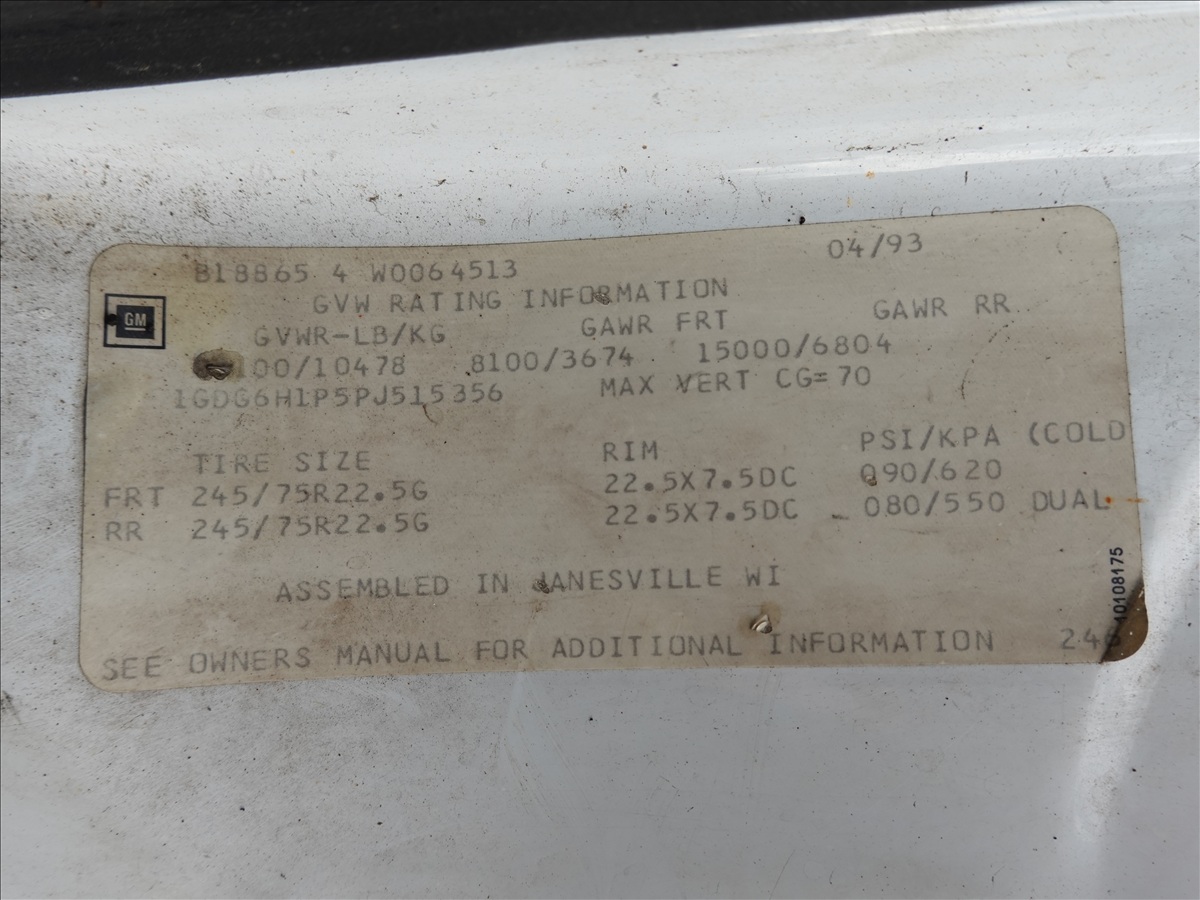 B18865 4 W0064513 04/93
GVW RATING INFORMATION
GM
GVWR-LB/KG GAWR FRT GAWR RR
00/10478 8100/3674 15000/6804
1GDG6H1P5PJ515356 MAX VERT CG=70
TIRE SIZE RIM PSI/KPA (COLD
FRT 245/75R22.5G 22.5X7.5DC 090/620
RR 245/75R22.5G 22.5X7.5DC 080/550 DUAL
ASSEMBLED IN JANESVILLE WI
SEE OWNERS MANUAL FOR ADDITIONAL INFORMATION
10108175